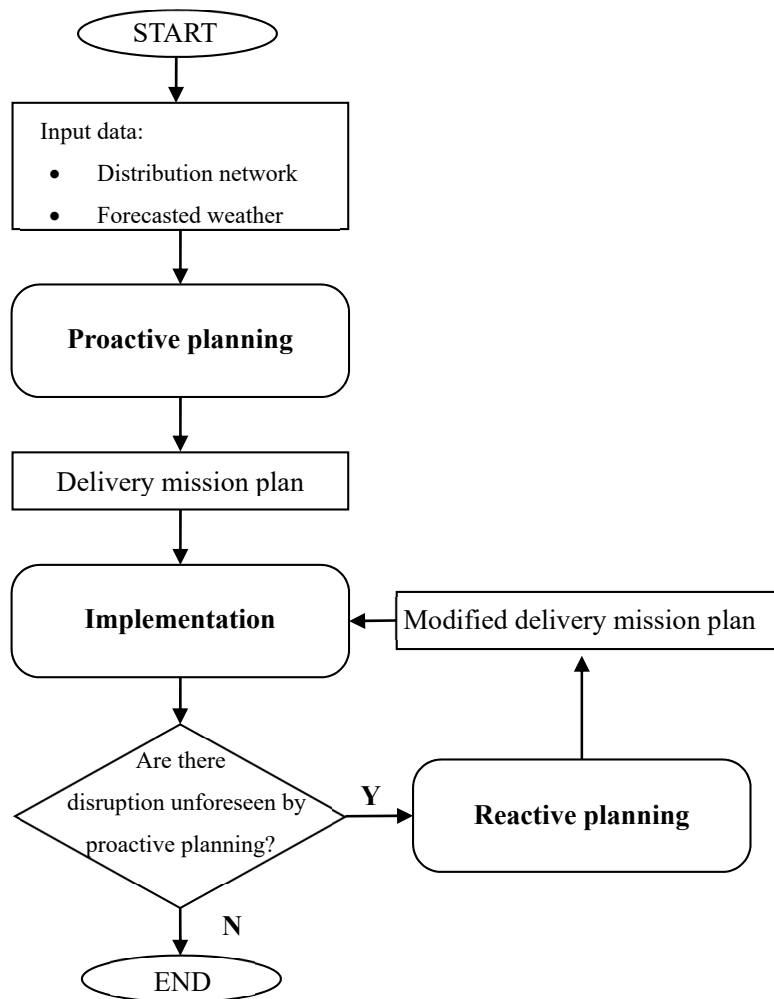 START
Input data:
• Distribution network
• Forecasted weather
Proactive planning
Delivery mission plan
Implementation
Modified delivery mission plan
Are there
disruption unforeseen by
proactive planning?
Y
Reactive planning
N
END